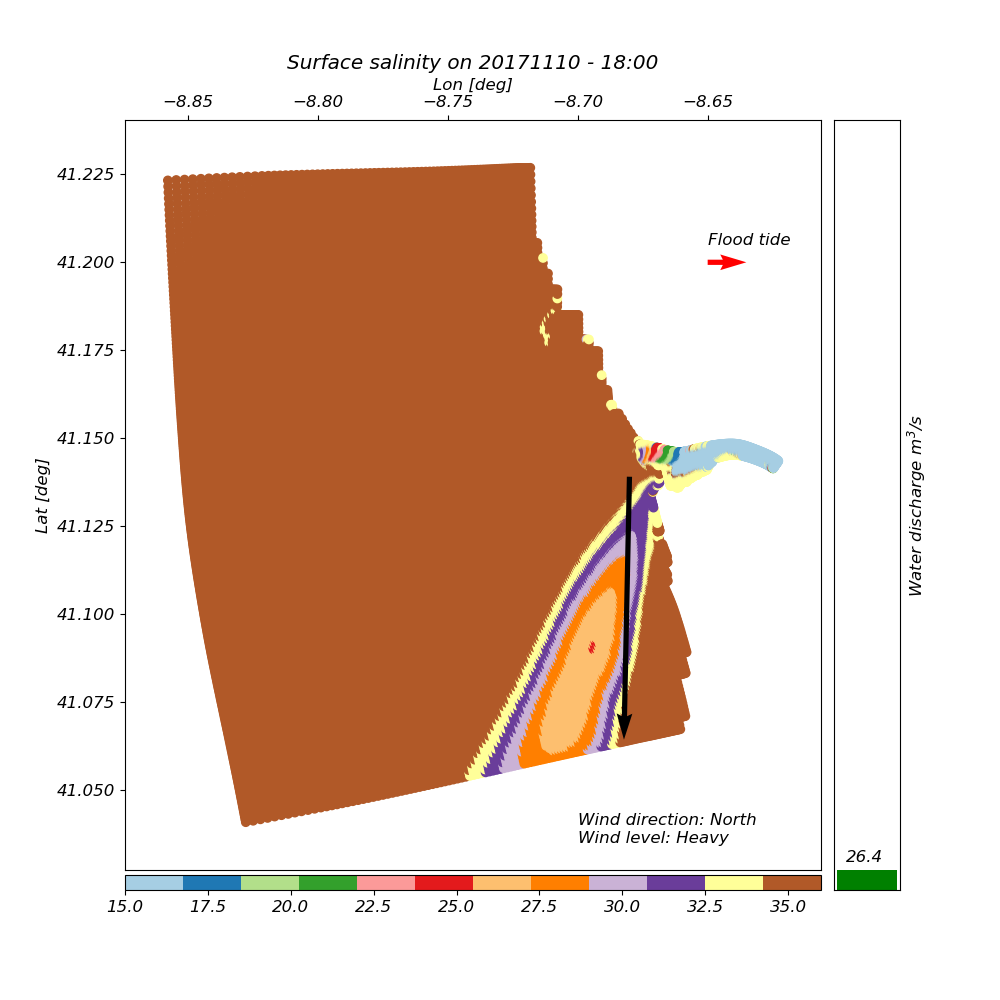 Surface salinity on 20171110 - 18:00
Lon [deg]
−8.85 −8.80 −8.75 −8.70 −8.65
41.225
41.200
41.175
41.150
41.125
41.100
41.075
41.050
Lat [deg]
Flood tide
Wind direction: North
Wind level: Heavy
15.0 17.5 20.0 22.5 25.0 27.5 30.0 32.5 35.0
26.4
Water discharge m³/s